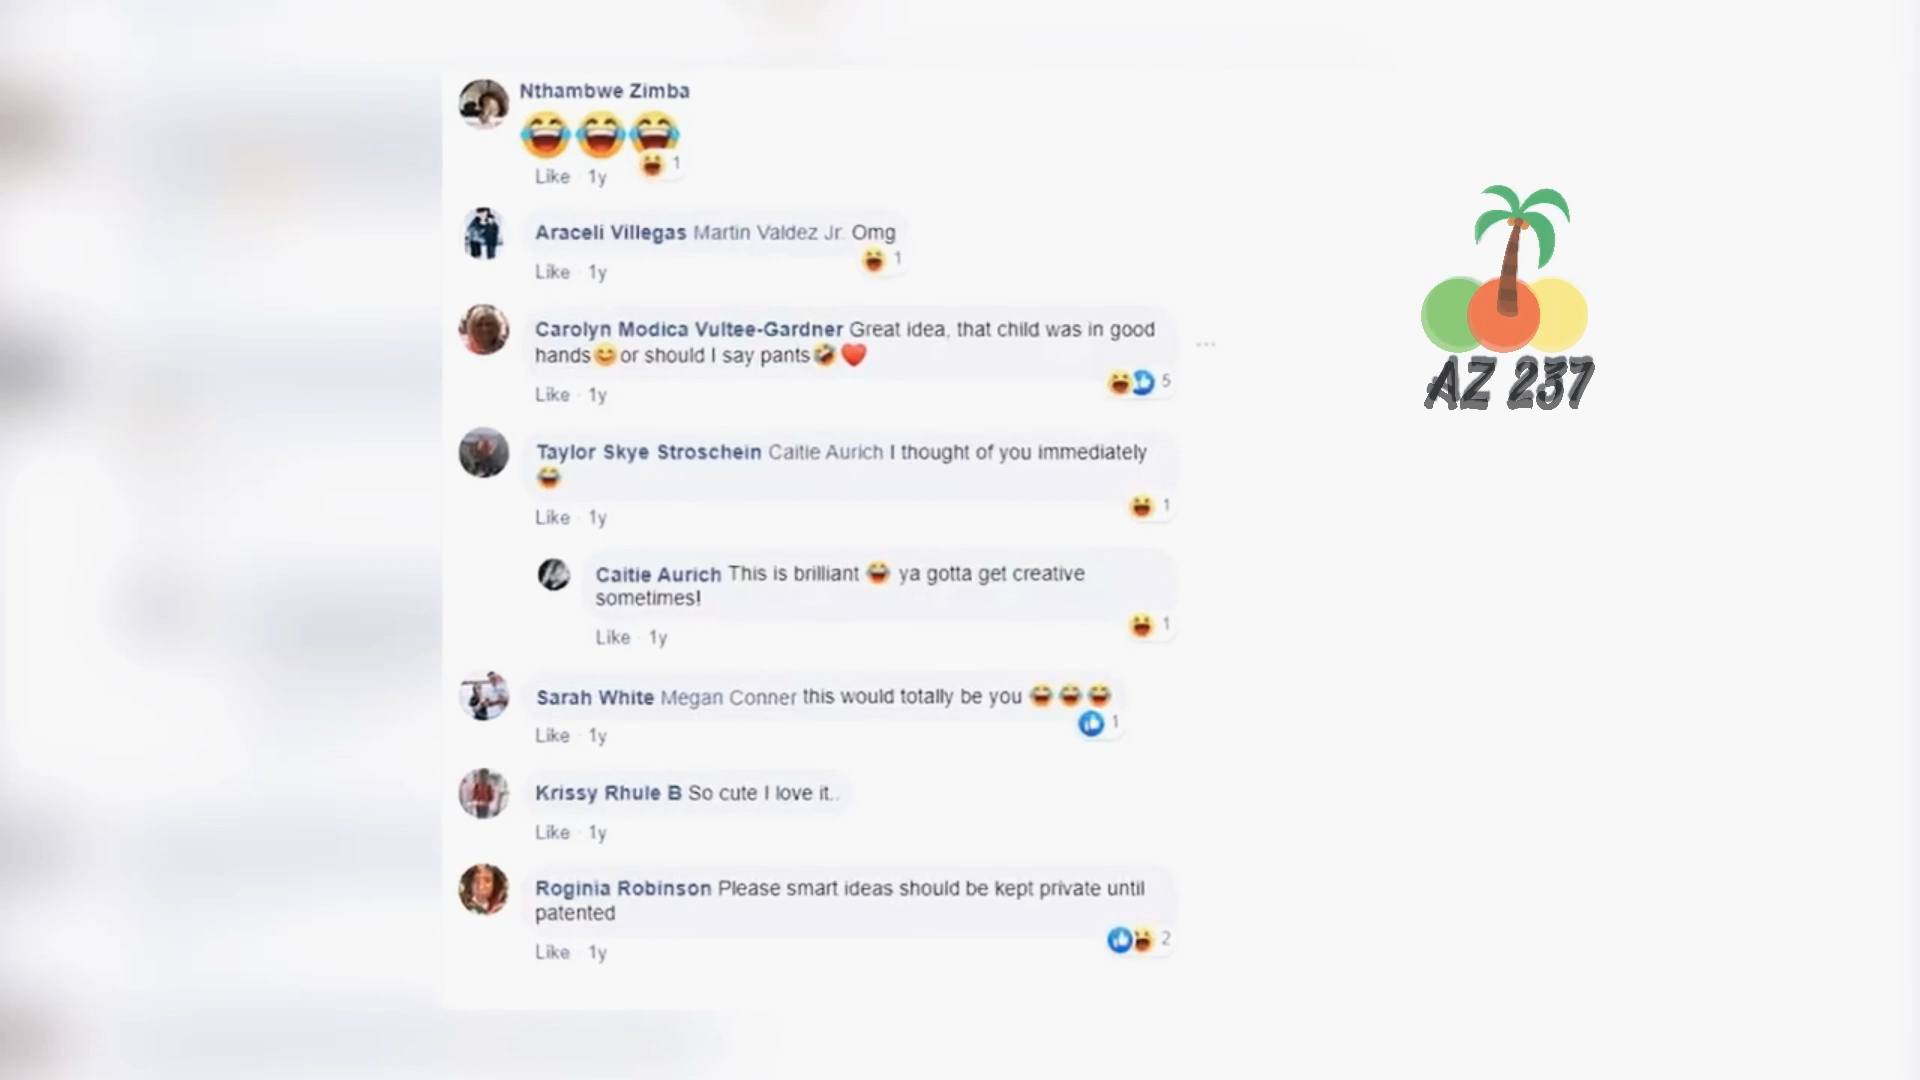 Nthambwe Zimba
😂😂😂
1
Like · 1y
Araceli Villegas Martin Valdez Jr. Omg
1
Like · 1y
Carolyn Modica Vultee-Gardner Great idea, that child was in good
hands😊or should I say pants🤣❤️
5
Like · 1y
Taylor Skye Stroschein Caitie Aurich I thought of you immediately
😂
1
Like · 1y
Caitie Aurich This is brilliant 😂 ya gotta get creative
sometimes!
1
Like · 1y
Sarah White Megan Conner this would totally be you 😂😂😂
1
Like · 1y
Krissy Rhule B So cute I love it..
Like · 1y
Roginia Robinson Please smart ideas should be kept private until
patented
2
Like · 1y
AZ 237